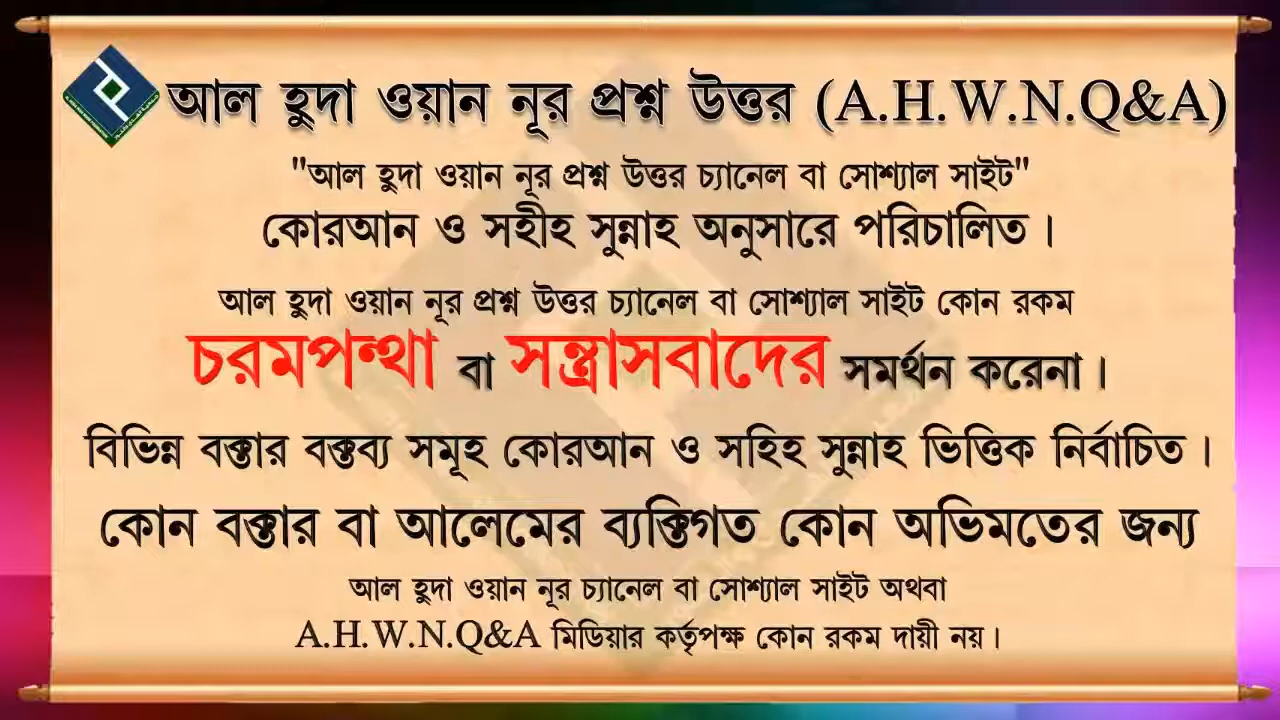 আল হুদা ওয়ান নূর প্রশ্ন উত্তর (A.H.W.N.Q&A)
"আল হুদা ওয়ান নূর প্রশ্ন উত্তর চ্যানেল বা সোশ্যাল সাইট"
কোরআন ও সহীহ সুন্নাহ অনুসারে পরিচালিত।
আল হুদা ওয়ান নূর প্রশ্ন উত্তর চ্যানেল বা সোশ্যাল সাইট কোন রকম
চরমপন্থা বা সন্ত্রাসবাদের সমর্থন করেনা।
বিভিন্ন বক্তার বক্তব্য সমূহ কোরআন ও সহিহ সুন্নাহ ভিত্তিক নির্বাচিত।
কোন বক্তার বা আলেমের ব্যক্তিগত কোন অভিমতের জন্য
আল হুদা ওয়ান নূর চ্যানেল বা সোশ্যাল সাইট অথবা
A.H.W.N.Q&A মিডিয়ার কর্তৃপক্ষ কোন রকম দায়ী নয়।